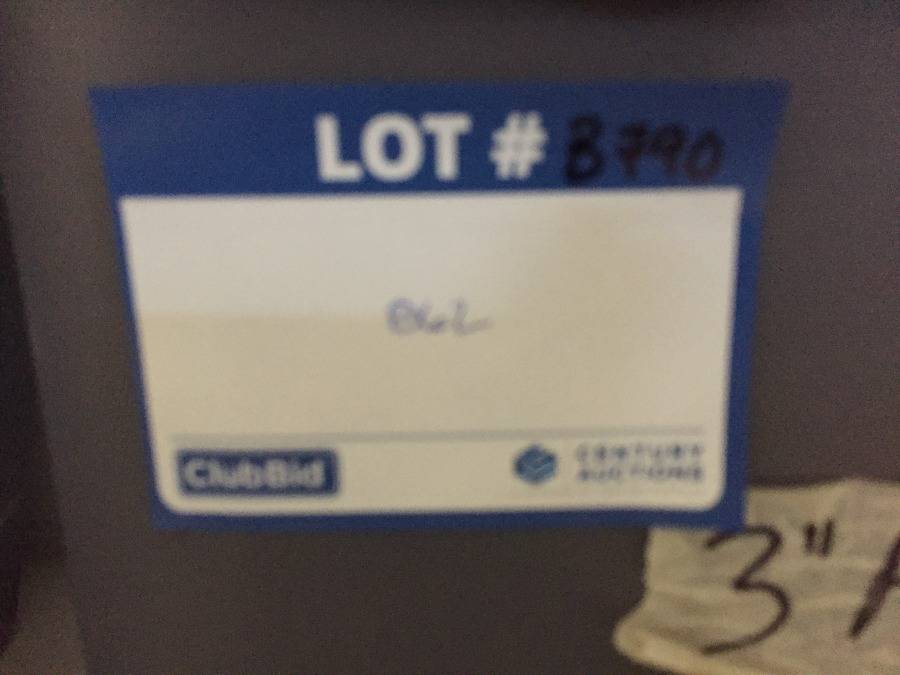 LOT # B790
ClubBid
CENTURY
AUCTIONS
3"